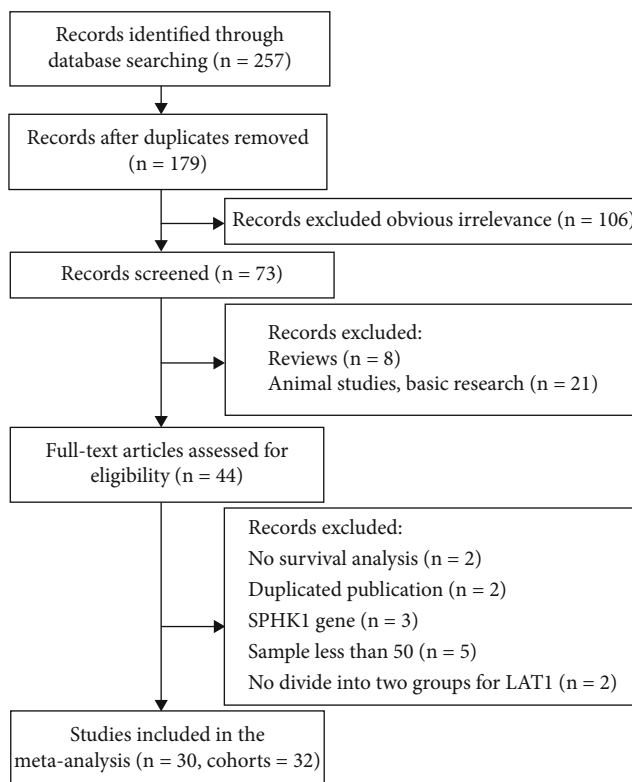 Records identified through
database searching (n = 257)
Records after duplicates removed
(n = 179)
Records excluded obvious irrelevance (n = 106)
Records screened (n = 73)
Records excluded:
Reviews (n = 8)
Animal studies, basic research (n = 21)
Full-text articles assessed for
eligibility (n = 44)
Records excluded:
No survival analysis (n = 2)
Duplicated publication (n = 2)
SPHK1 gene (n = 3)
Sample less than 50 (n = 5)
No divide into two groups for LAT1 (n = 2)
Studies included in the
meta-analysis (n = 30, cohorts = 32)